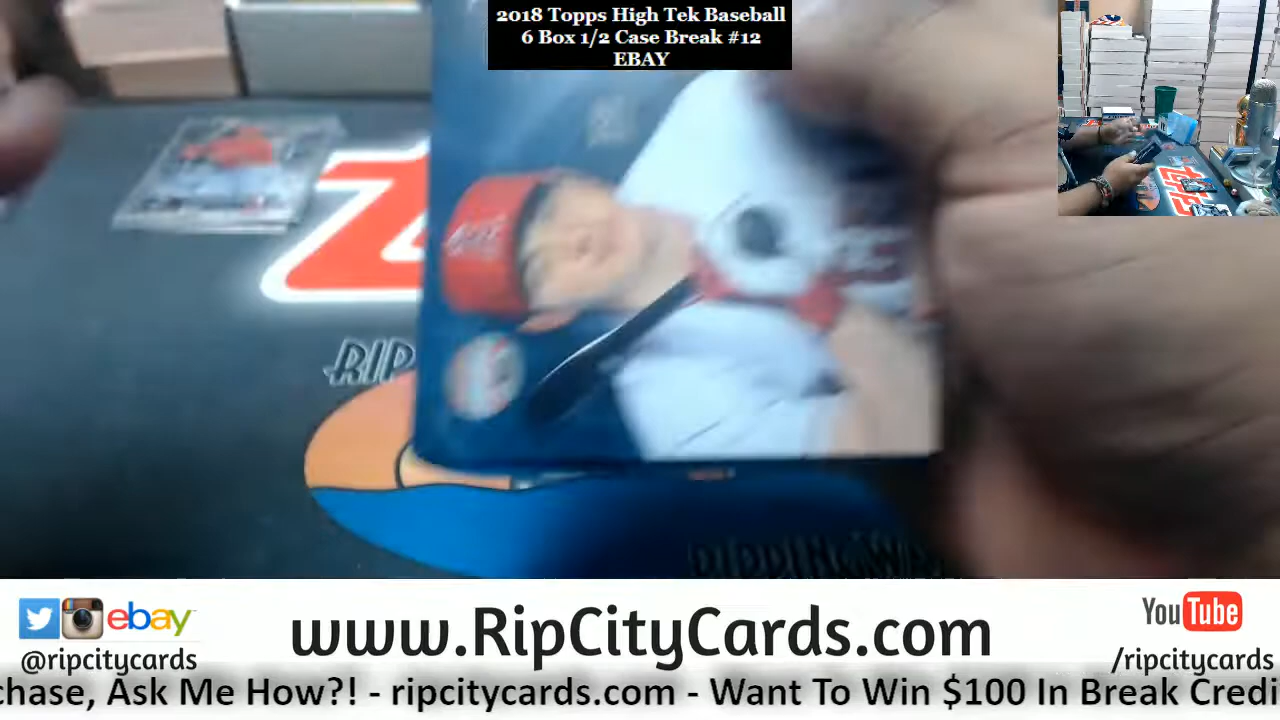 2018 Topps High Tek Baseball
6 Box 1/2 Case Break #12
EBAY
RIP
ebay
@ripcitycards
www.RipCityCards.com
YouTube
/ripcitycards
chase, Ask Me How?! - ripcitycards.com - Want To Win $100 In Break Credi